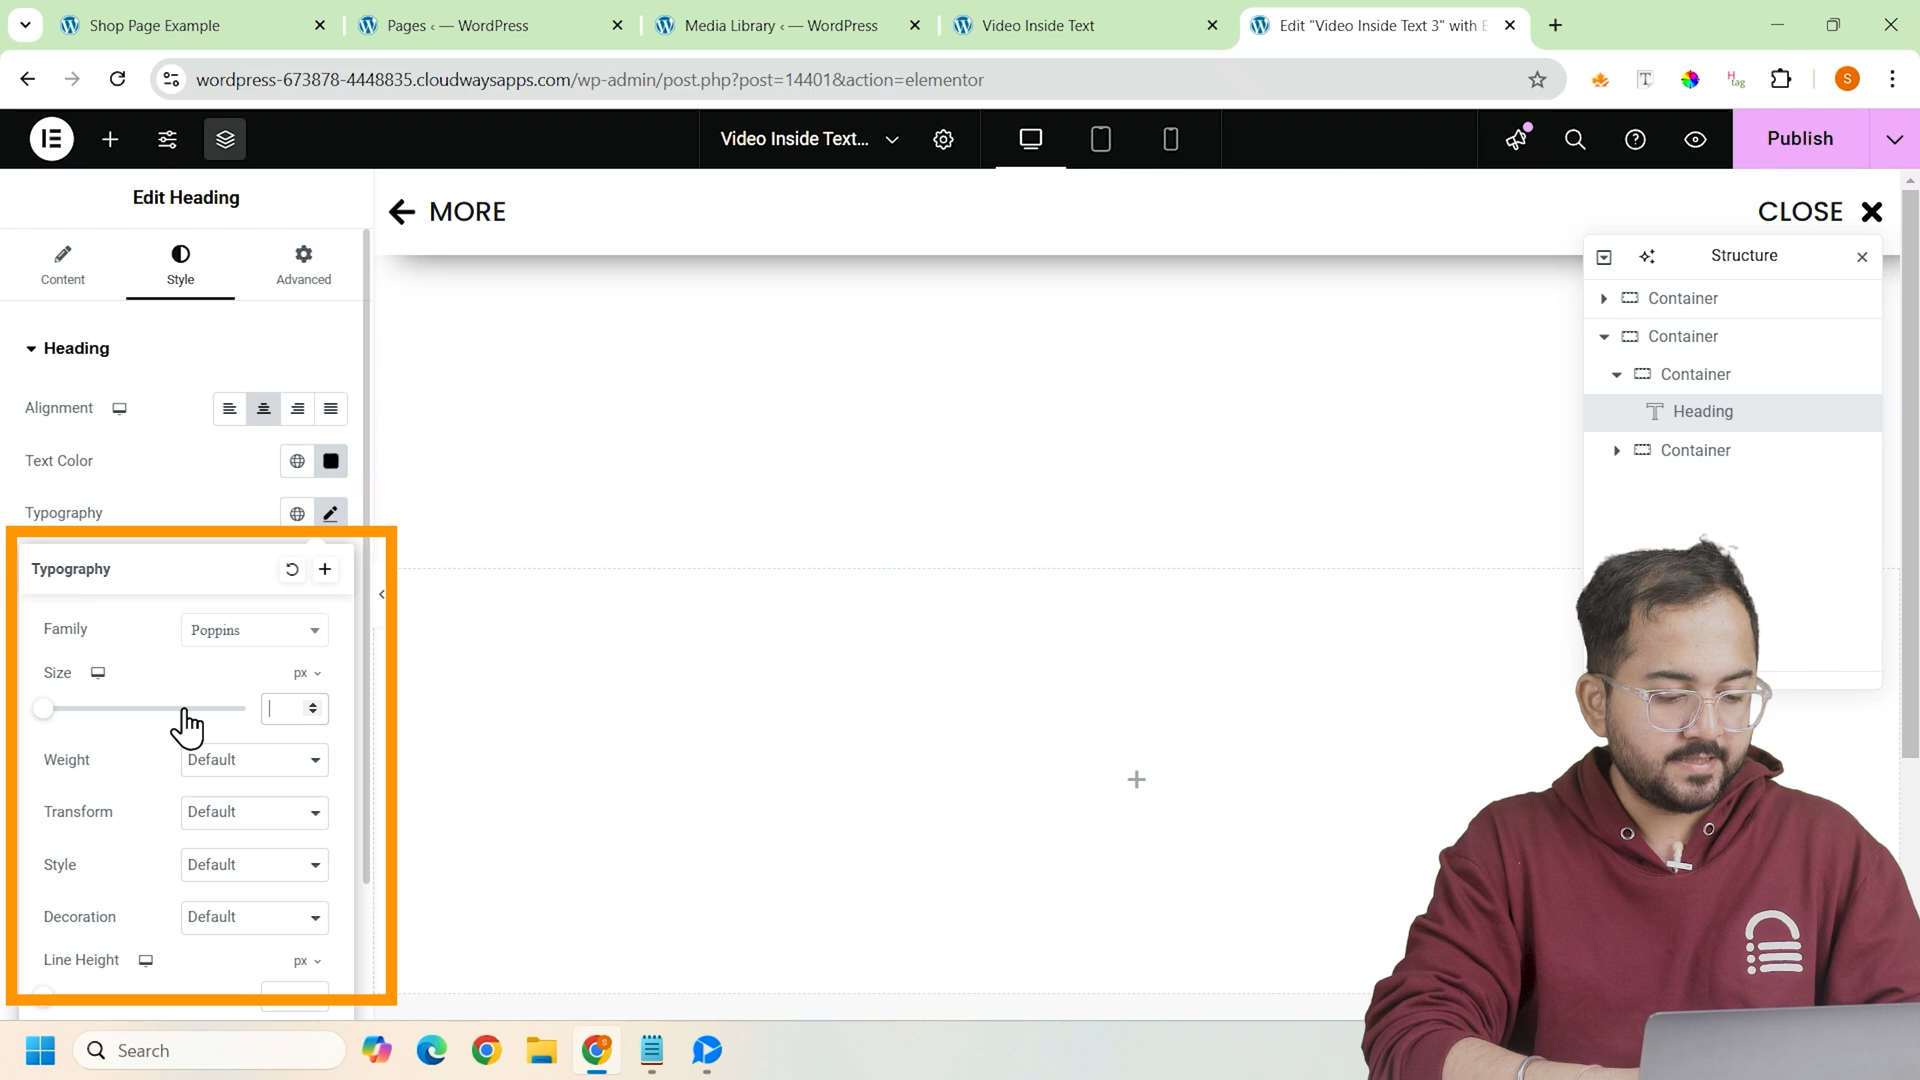 Shop Page Example
Pages ‹ — WordPress
Media Library ‹ — WordPress
Video Inside Text
Edit "Video Inside Text 3" with E
wordpress-673878-4448835.cloudwaysapps.com/wp-admin/post.php?post=14401&action=elementor
T
H
tag
S
Video Inside Text...
Publish
Edit Heading
MORE
CLOSE
Content
Style
Advanced
Structure
Heading
Container
Container
Container
Heading
Container
Alignment
Text Color
Typography
Typography
Family
Poppins
Size
px
Weight
Default
Transform
Default
Style
Default
Decoration
Default
Line Height
px
Search